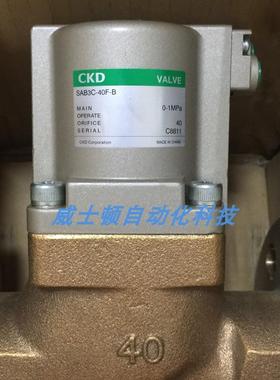 CKD VALVE
SAB3C-40F-B
MAIN 0-1MPa
OPERATE
ORIFICE 40
SERIAL C6811
CKD Corporation MADE IN CHINA
威士顿自动化科技
40